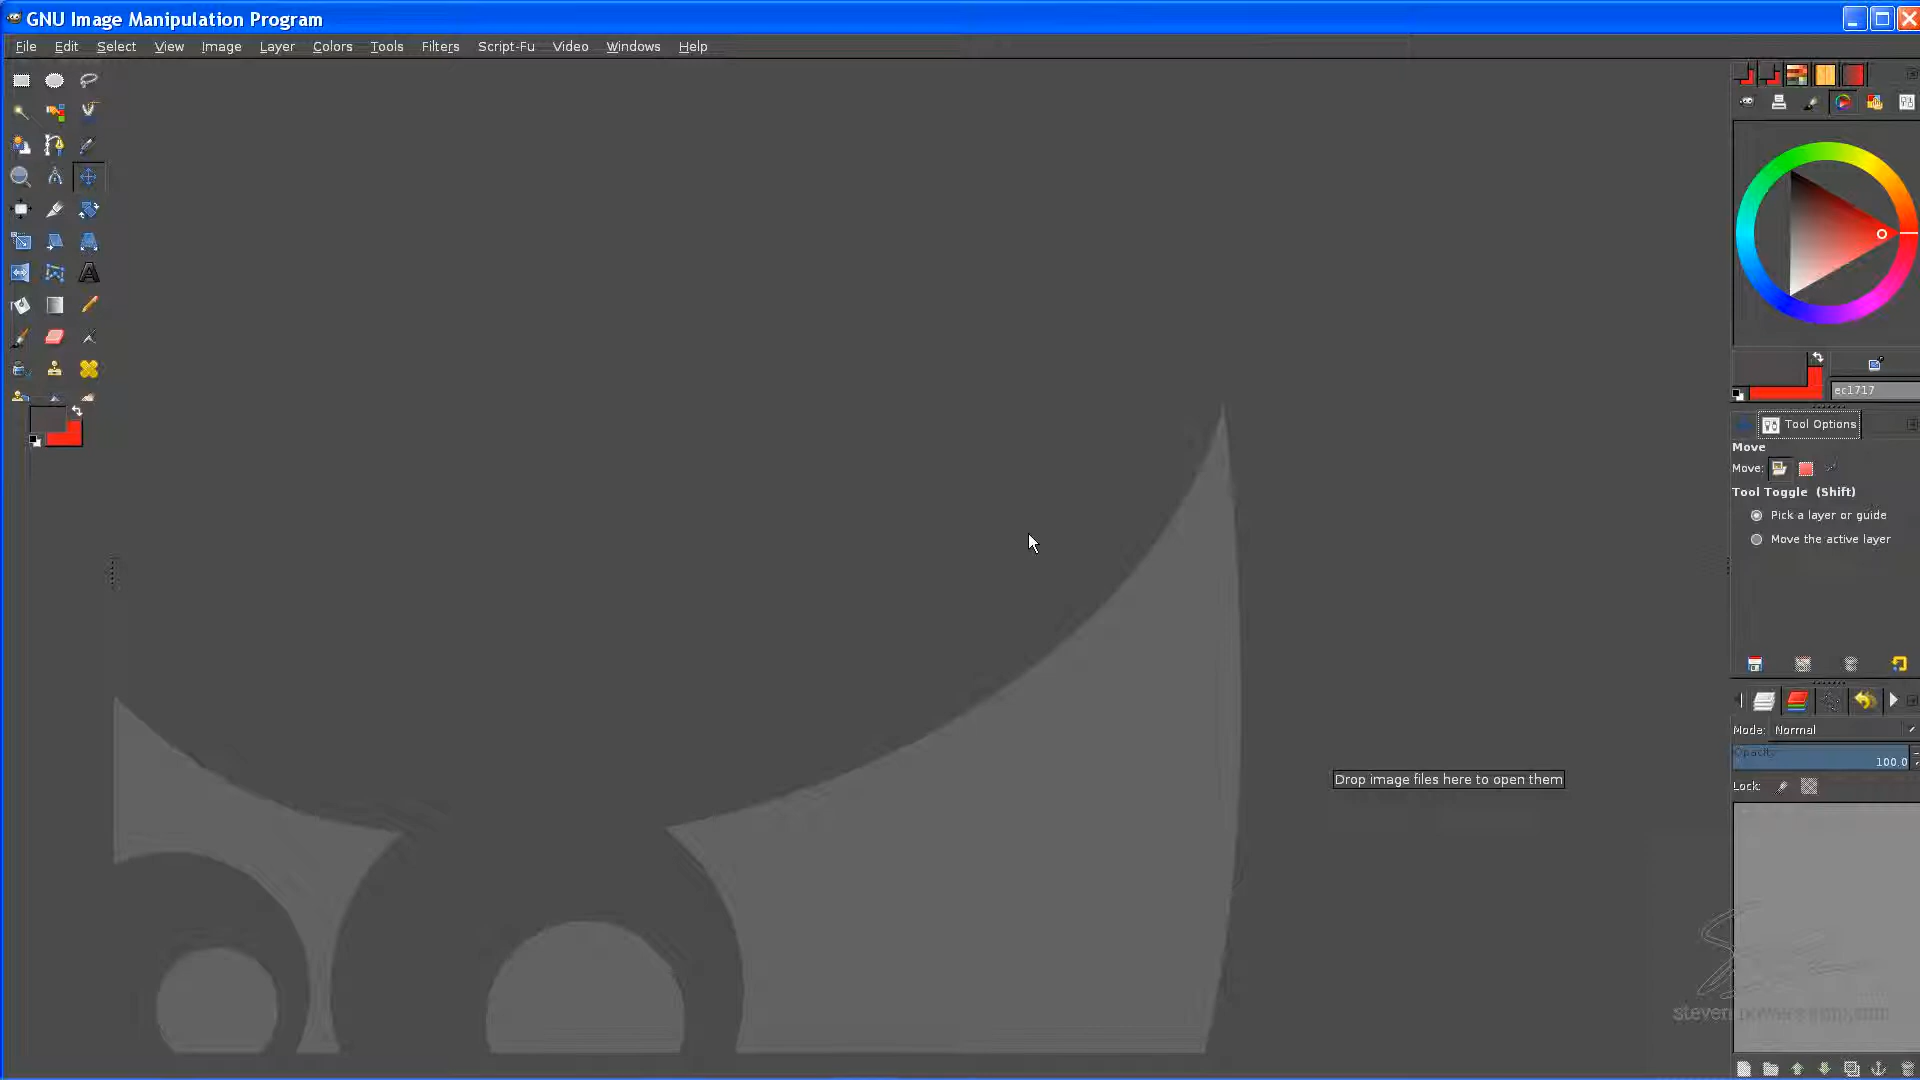 GNU Image Manipulation Program
File Edit Select View Image Layer Colors Tools Filters Script-Fu Video Windows Help
ec1717
Tool Options
Move
Move:
Tool Toggle (Shift)
Pick a layer or guide
Move the active layer
Mode: Normal
100.0
Drop image files here to open them
Lock: